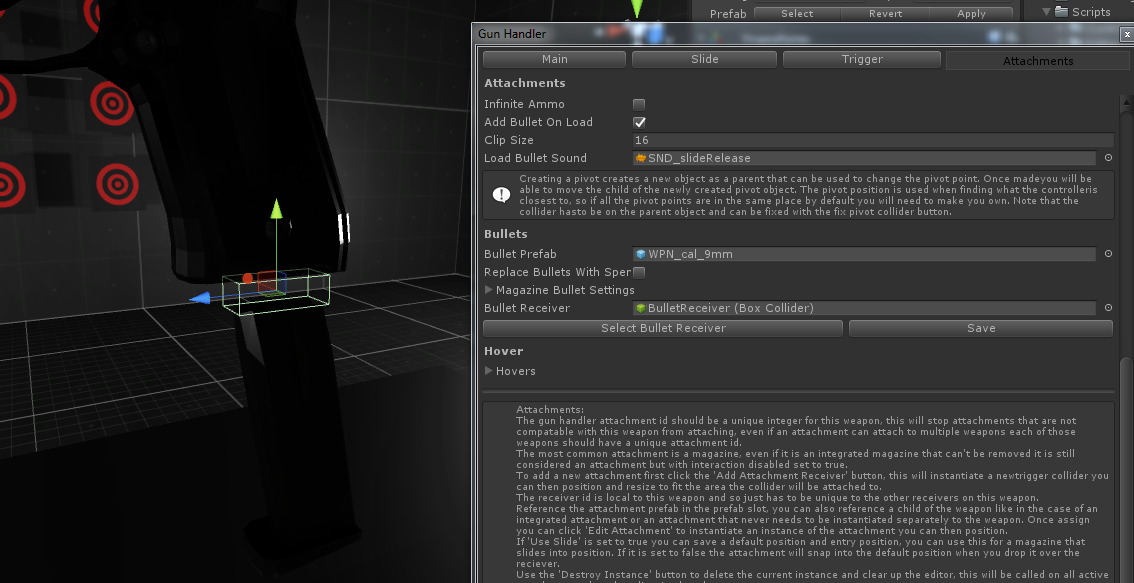 Prefab Select Revert Apply
Scripts
Gun Handler
x
Main Slide Trigger Attachments
Attachments
Infinite Ammo
Add Bullet On Load
Clip Size 16
Load Bullet Sound SND_slideRelease
Creating a pivot creates a new object as a parent that can be used to change the pivot point. Once madeyou will be
able to move the child of the newly created pivot object. The pivot position is used when finding what the controlleris
closest to, so if all the pivot points are in the same place by default you will need to make you own. Note that the
collider hasto be on the parent object and can be fixed with the fix pivot collider button.
Bullets
Bullet Prefab WPN_cal_9mm
Replace Bullets With Sper
Magazine Bullet Settings
Bullet Receiver BulletReceiver (Box Collider)
Select Bullet Receiver Save
Hover
Hovers
Attachments:
The gun handler attachment id should be a unique integer for this weapon, this will stop attachments that are not
compatable with this weapon from attaching, even if an attachment can attach to multiple weapons each of those
weapons should have a unique attachment id.
The most common attachment is a magazine, even if it is an integrated magazine that can't be removed it is still
considered an attachment but with interaction disabled set to true.
To add a new attachment first click the 'Add Attachment Receiver' button, this will instantiate a newtrigger collider you
can then position and resize to fit the area the collider will be attached to.
The receiver id is local to this weapon and so just has to be unique to the other receivers on this weapon.
Reference the attachment prefab in the prefab slot, you can also reference a child of the weapon like in the case of an
integrated attachment or an attachment that never needs to be instantiated separately to the weapon. Once assign
you can click 'Edit Attachment' to instantiate an instance of the attachment you can then position.
If 'Use Slide' is set to true you can save a default position and entry position, you can use this for a magazine that
slides into position. If it is set to false the attachment will snap into the default position when you drop it over the
reciever.
Use the 'Destroy Instance' button to delete the current instance and clear up the editor, this will be called on all active